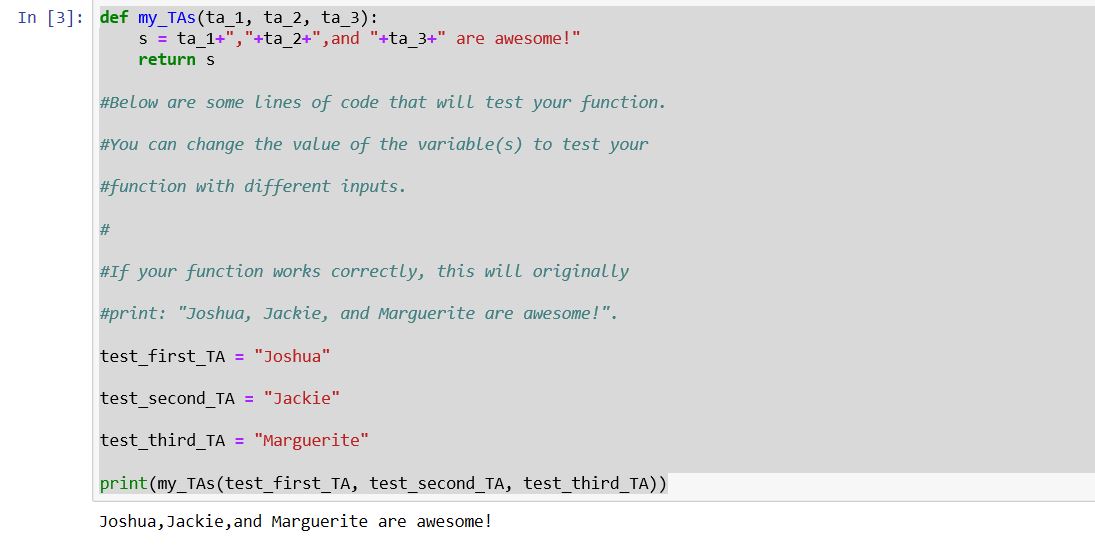 In [3]: def my_TAs(ta_1, ta_2, ta_3):
    s = ta_1+","+ta_2+",and "+ta_3+" are awesome!"
    return s
#Below are some lines of code that will test your function.
#You can change the value of the variable(s) to test your
#function with different inputs.
#
#If your function works correctly, this will originally
#print: "Joshua, Jackie, and Marguerite are awesome!".
test_first_TA = "Joshua"
test_second_TA = "Jackie"
test_third_TA = "Marguerite"
print(my_TAs(test_first_TA, test_second_TA, test_third_TA))
Joshua,Jackie,and Marguerite are awesome!